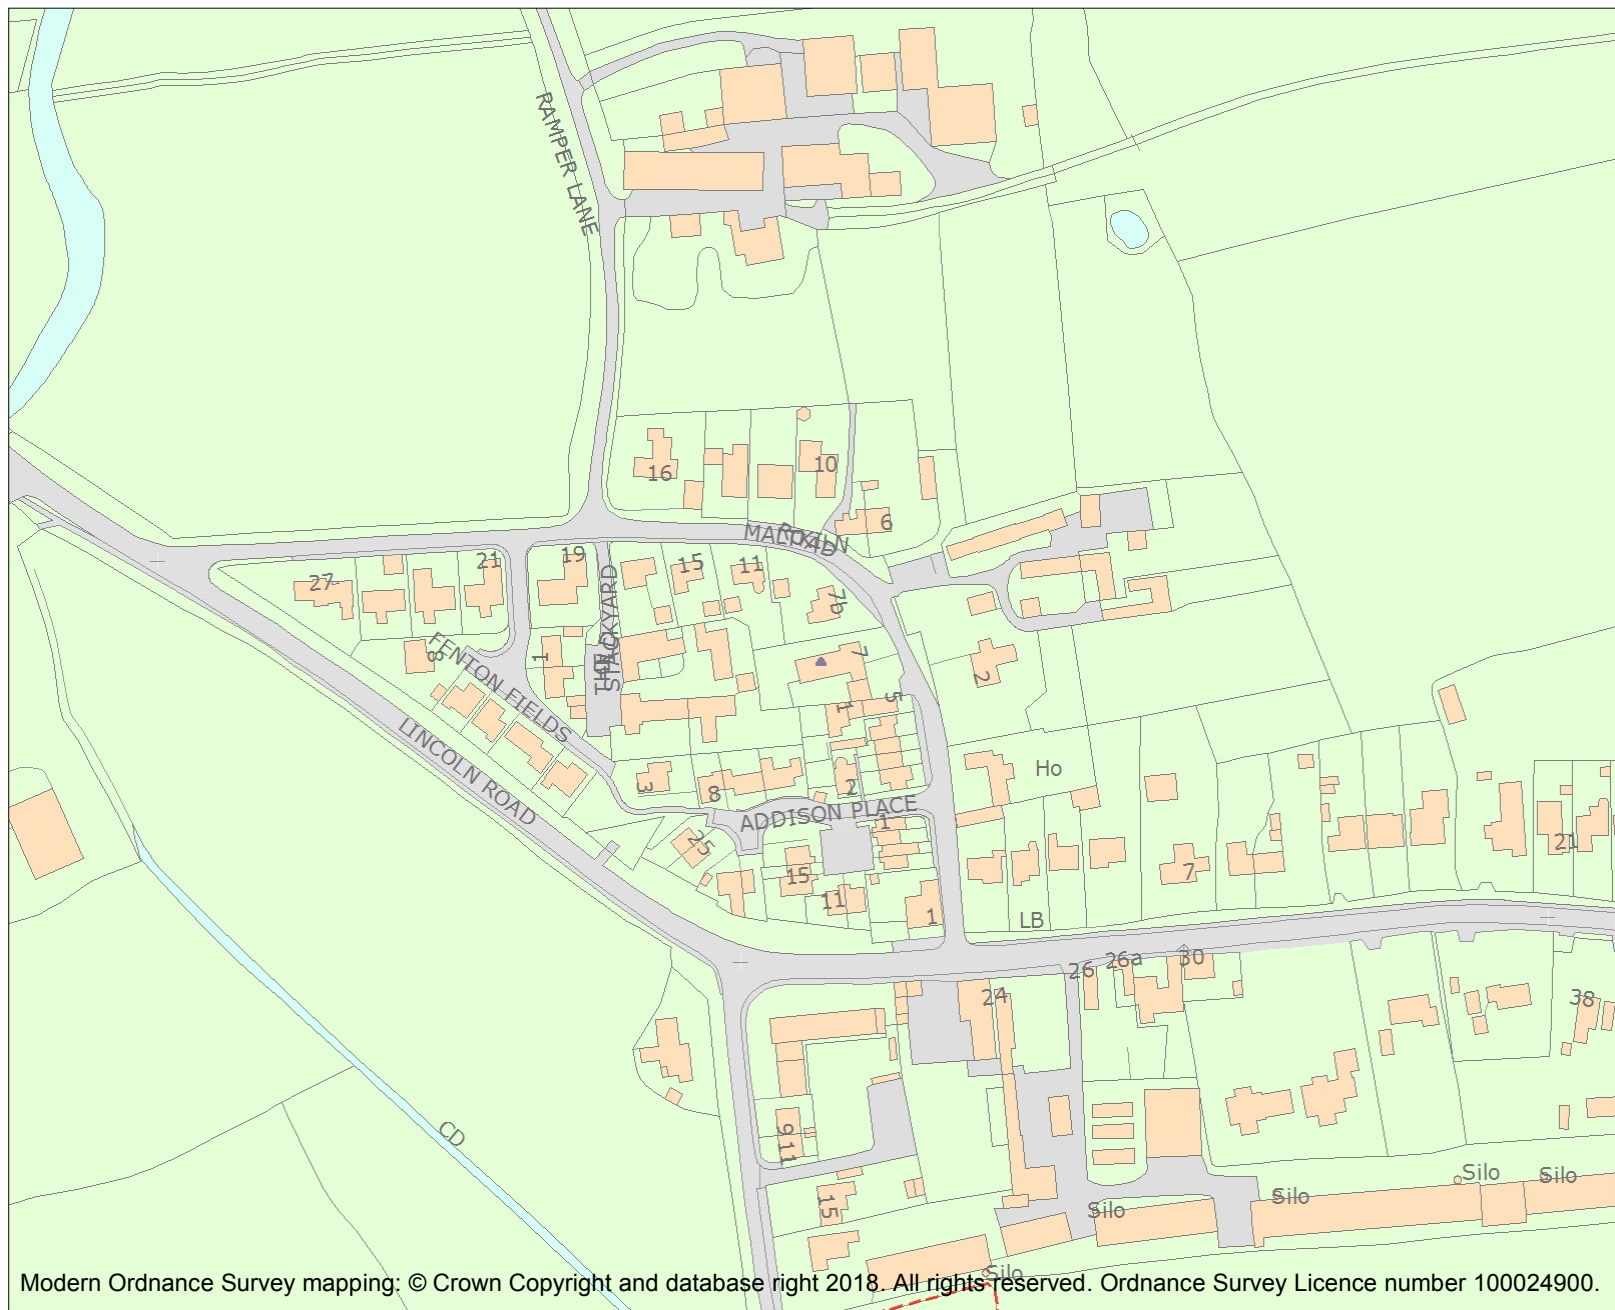 RAMPER LANE
16
10
6
MALTKILN
ROAD
27
21
19
15
11
7b
THE
STACKYARD
8
FENTON FIELDS
1
7
2
5
1
LINCOLN ROAD
Ho
3
8
2
ADDISON PLACE
1
25
15
11
1
7
21
LB
26
26a
30
24
38
CD
9
11
15
Silo
Silo
Silo
Silo
Silo
Modern Ordnance Survey mapping: © Crown Copyright and database right 2018. All rights reserved. Ordnance Survey Licence number 100024900.